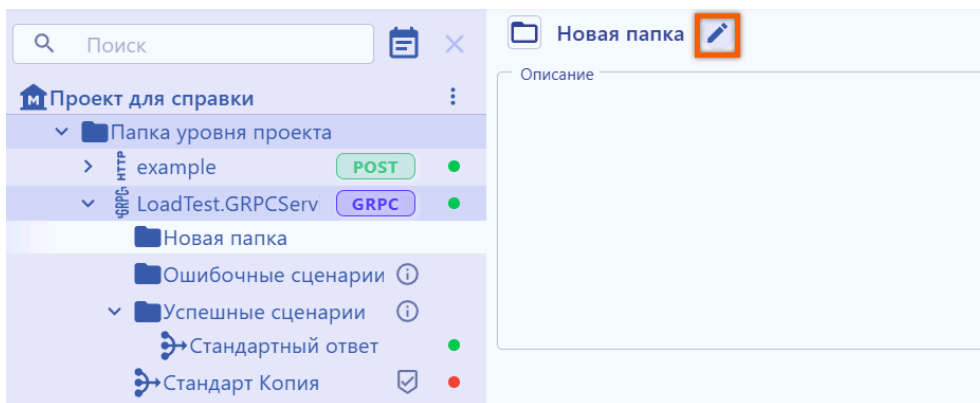 Поиск
Проект для справки
Папка уровня проекта
HTTP example POST
GRPC LoadTest.GRPCServ GRPC
Новая папка
Ошибочные сценарии
Успешные сценарии
Стандартный ответ
Стандарт Копия
Новая папка
Описание